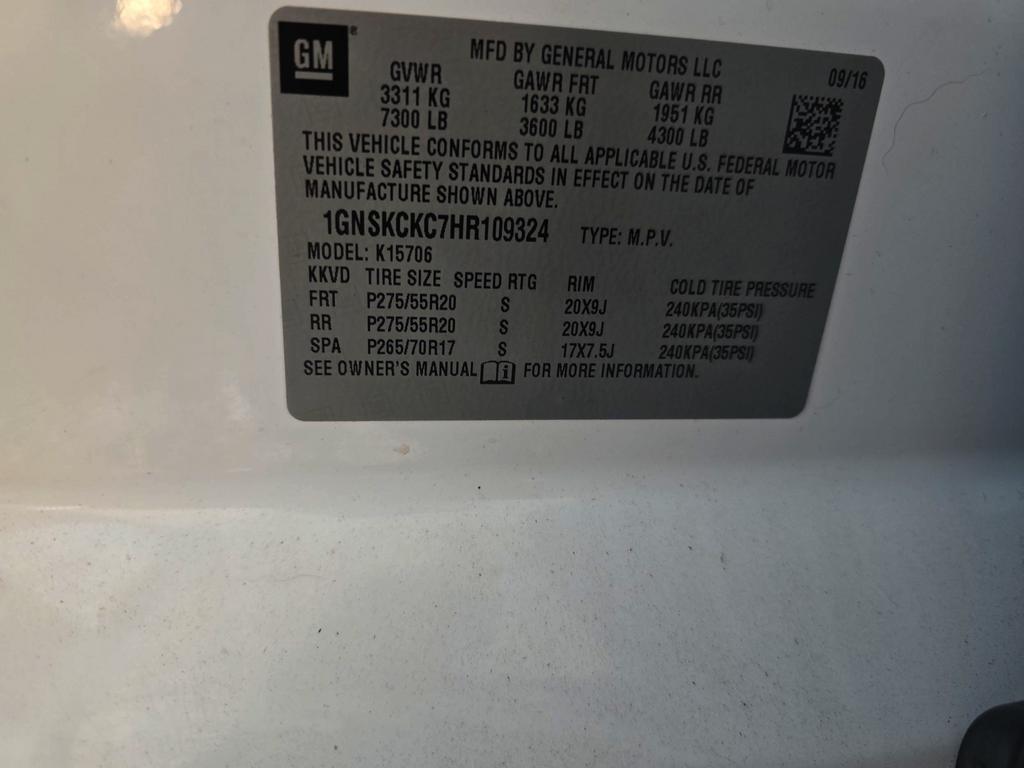 GM
MFD BY GENERAL MOTORS LLC
09/16
GVWR GAWR FRT GAWR RR
3311 KG 1633 KG 1951 KG
7300 LB 3600 LB 4300 LB
THIS VEHICLE CONFORMS TO ALL APPLICABLE U.S. FEDERAL MOTOR
VEHICLE SAFETY STANDARDS IN EFFECT ON THE DATE OF
MANUFACTURE SHOWN ABOVE.
1GNSKCKC7HR109324 TYPE: M.P.V.
MODEL: K15706
KKVD TIRE SIZE SPEED RTG RIM COLD TIRE PRESSURE
FRT P275/55R20 S 20X9J 240KPA(35PSI)
RR P275/55R20 S 20X9J 240KPA(35PSI)
SPA P265/70R17 S 17X7.5J 240KPA(35PSI)
SEE OWNER'S MANUAL i FOR MORE INFORMATION.